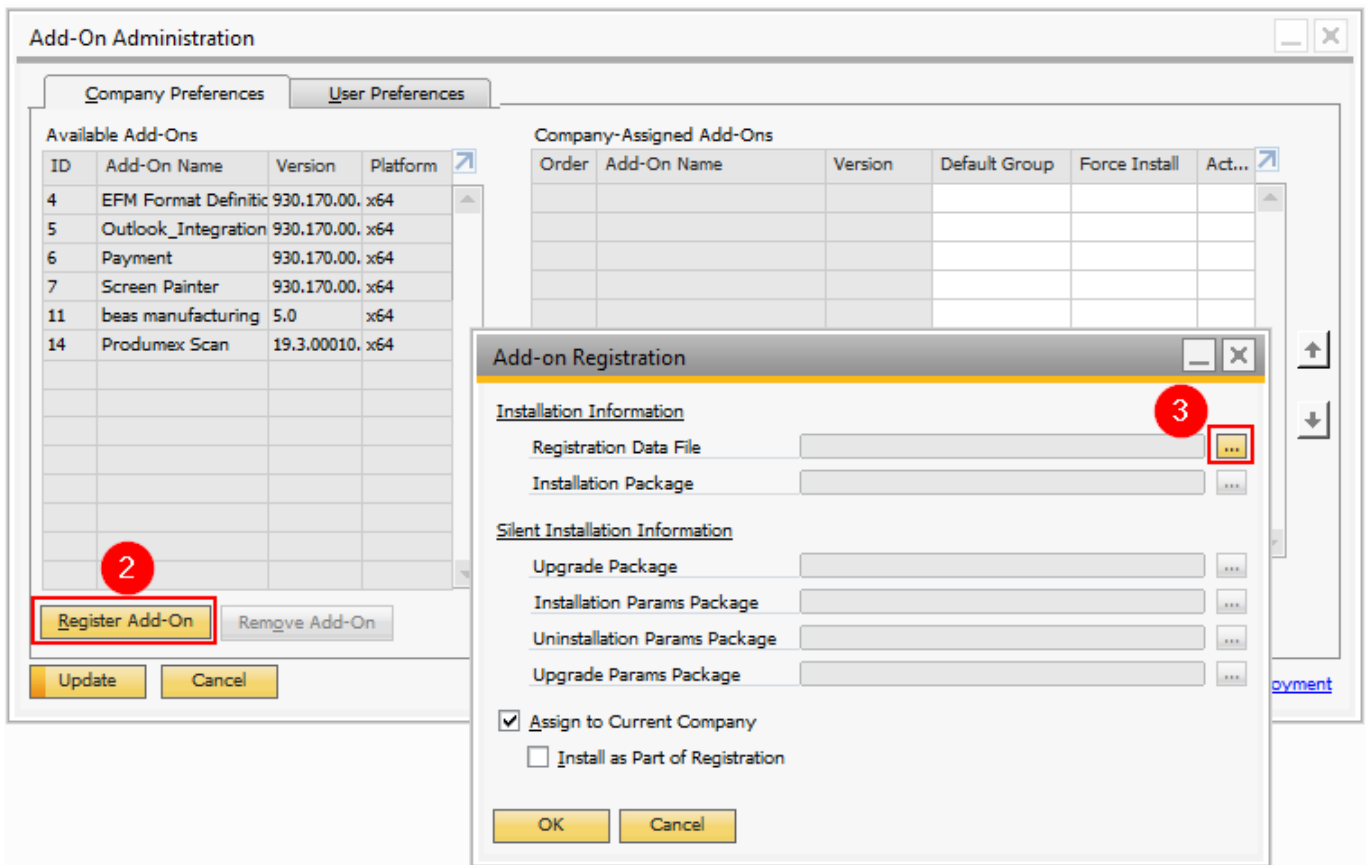 Add-On Administration
Company Preferences User Preferences
Available Add-Ons
ID Add-On Name Version Platform
4 EFM Format Definitic 930.170.00. x64
5 Outlook_Integration 930.170.00. x64
6 Payment 930.170.00. x64
7 Screen Painter 930.170.00. x64
11 beas manufacturing 5.0 x64
14 Produmex Scan 19.3.00010. x64
2
Register Add-On Remove Add-On
Update Cancel
Company-Assigned Add-Ons
Order Add-On Name Version Default Group Force Install Act...
oyment
Add-on Registration
Installation Information
3
Registration Data File ...
Installation Package ...
Silent Installation Information
Upgrade Package ...
Installation Params Package ...
Uninstallation Params Package ...
Upgrade Params Package ...
Assign to Current Company
Install as Part of Registration
OK Cancel